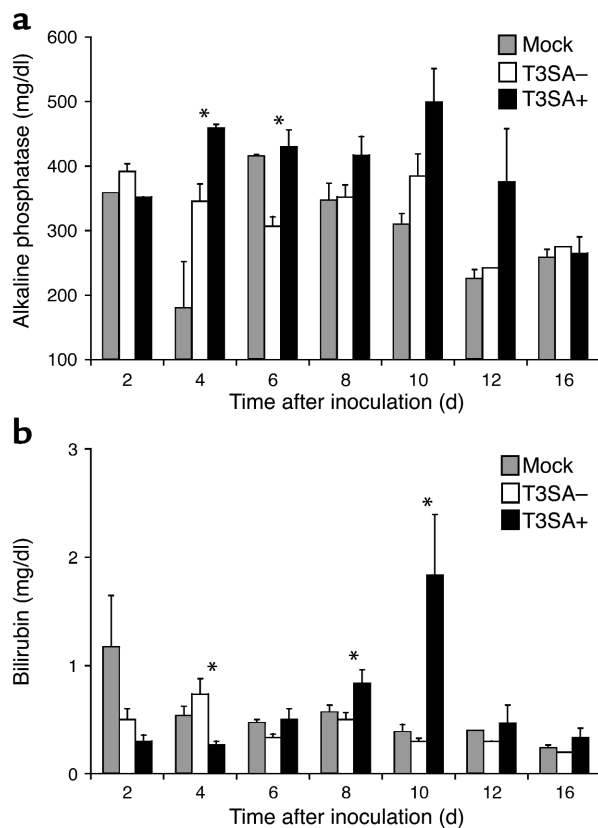 a
600
500
400
300
200
100
Alkaline phosphatase (mg/dl)
Mock
T3SA–
T3SA+
*
*
2 4 6 8 10 12 16
Time after inoculation (d)
b
3
2
1
0
Bilirubin (mg/dl)
Mock
T3SA–
T3SA+
*
*
*
2 4 6 8 10 12 16
Time after inoculation (d)